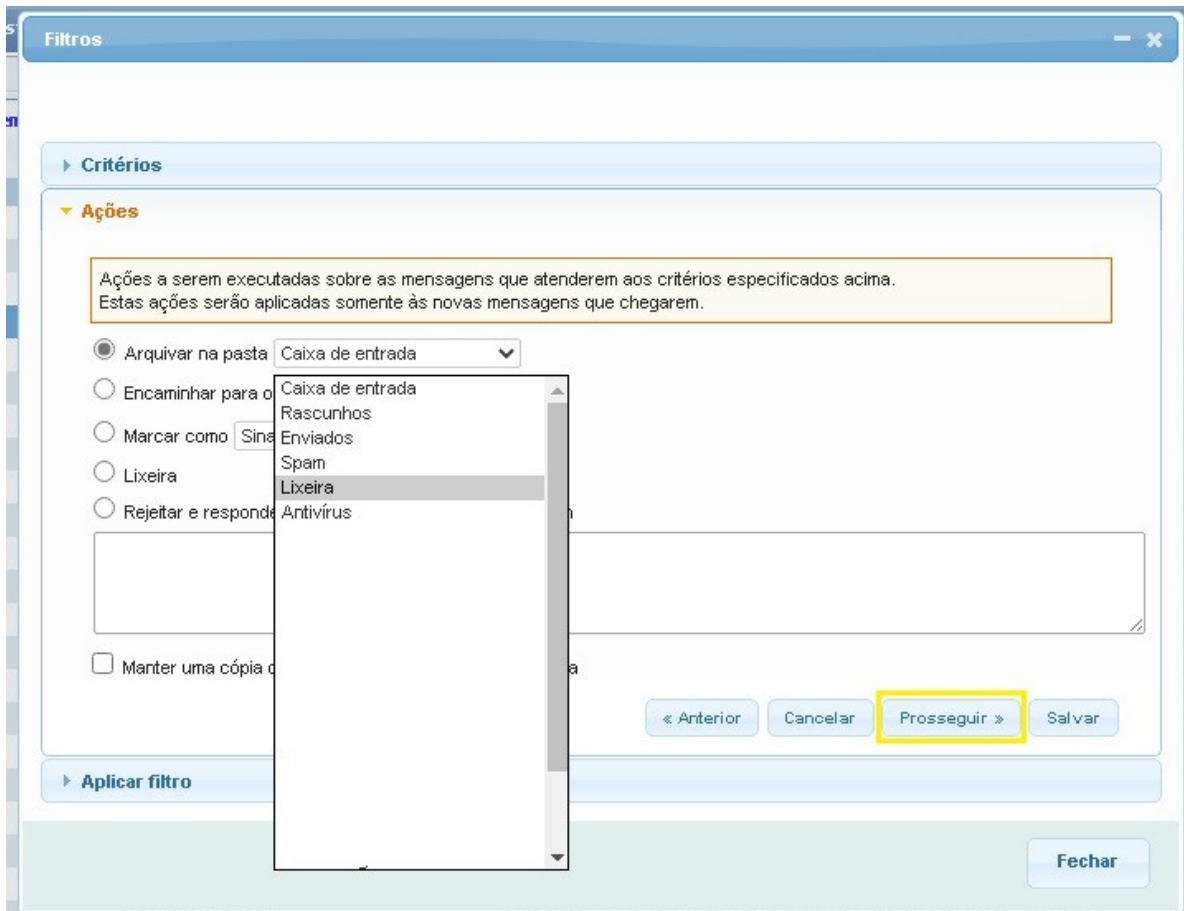 Filtros
Critérios
Ações
Ações a serem executadas sobre as mensagens que atenderem aos critérios especificados acima.
Estas ações serão aplicadas somente às novas mensagens que chegarem.
Arquivar na pasta Caixa de entrada
Caixa de entrada
Rascunhos
Enviados
Spam
Lixeira
Antivírus
Encaminhar para o
Marcar como Sina
Lixeira
Rejeitar e responde
Manter uma cópia
« Anterior Cancelar Prosseguir » Salvar
Aplicar filtro
Fechar